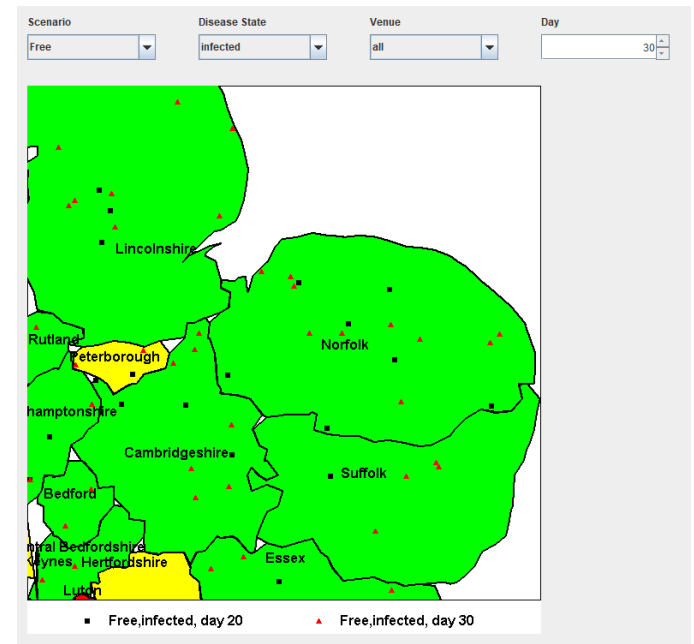 Scenario Disease State Venue Day
Free infected all 30
Lincolnshire
Rutland
Norfolk
Peterborough
hamptonshire
Cambridgeshire
Suffolk
Bedford
ntral Bedfordshire
Keynes Hertfordshire Essex
Luton
Free,infected, day 20 Free,infected, day 30